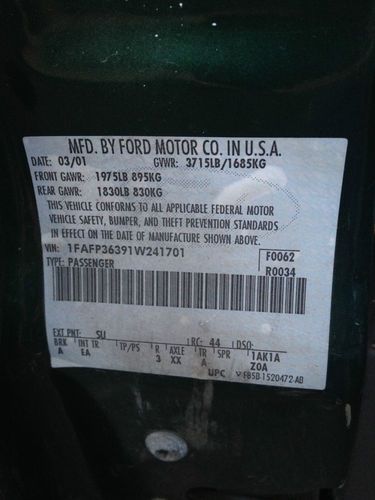 MFD. BY FORD MOTOR CO. IN U.S.A.
DATE: 03/01 GVWR: 3715LB/1685KG
FRONT GAWR: 1975LB 895KG
REAR GAWR: 1830LB 830KG
THIS VEHICLE CONFORMS TO ALL APPLICABLE FEDERAL MOTOR
VEHICLE SAFETY, BUMPER, AND THEFT PREVENTION STANDARDS
IN EFFECT ON THE DATE OF MANUFACTURE SHOWN ABOVE.
VIN: 1FAFP36391W241701 F0062
TYPE: PASSENGER R0034
EXT PNT: SU RC: 44 DSO:
BRK INT TR TP/PS R AXLE TR SPR 1AK1A
A EA 3 XX A Z0A
UPC